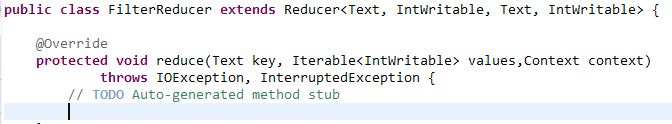 public class FilterReducer extends Reducer<Text, IntWritable, Text, IntWritable> {
@Override
protected void reduce(Text key, Iterable<IntWritable> values,Context context)
throws IOException, InterruptedException {
// TODO Auto-generated method stub